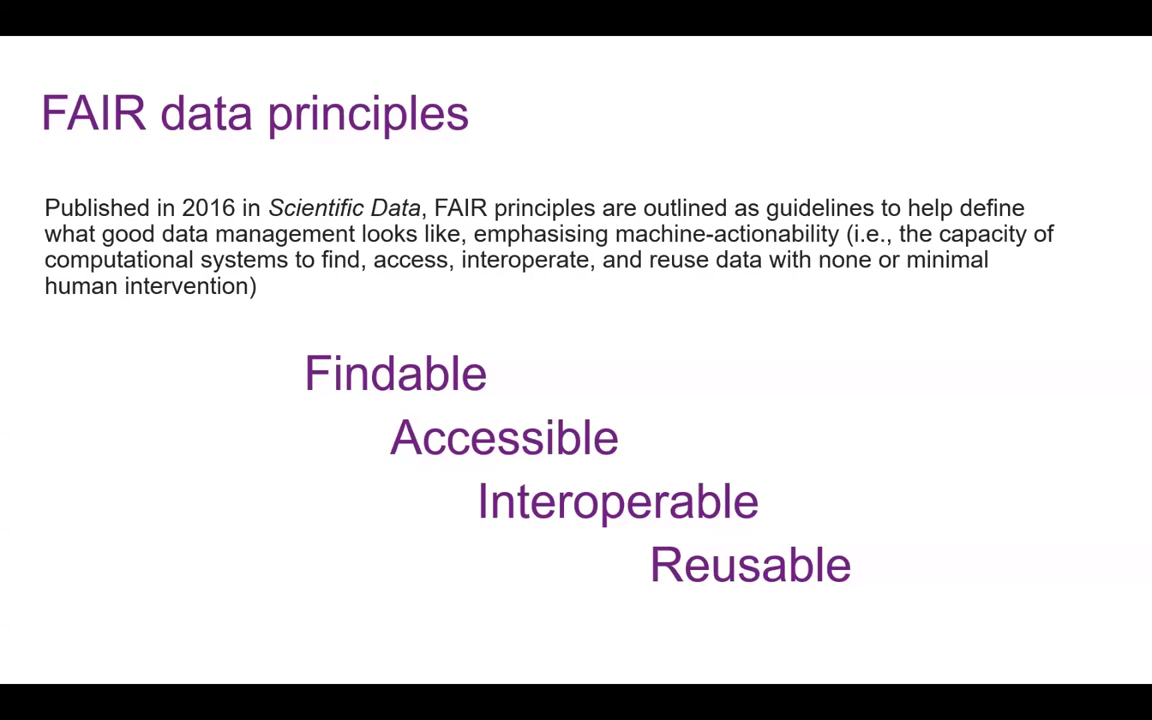 FAIR data principles
Published in 2016 in Scientific Data, FAIR principles are outlined as guidelines to help define
what good data management looks like, emphasising machine-actionability (i.e., the capacity of
computational systems to find, access, interoperate, and reuse data with none or minimal
human intervention)
Findable
Accessible
Interoperable
Reusable